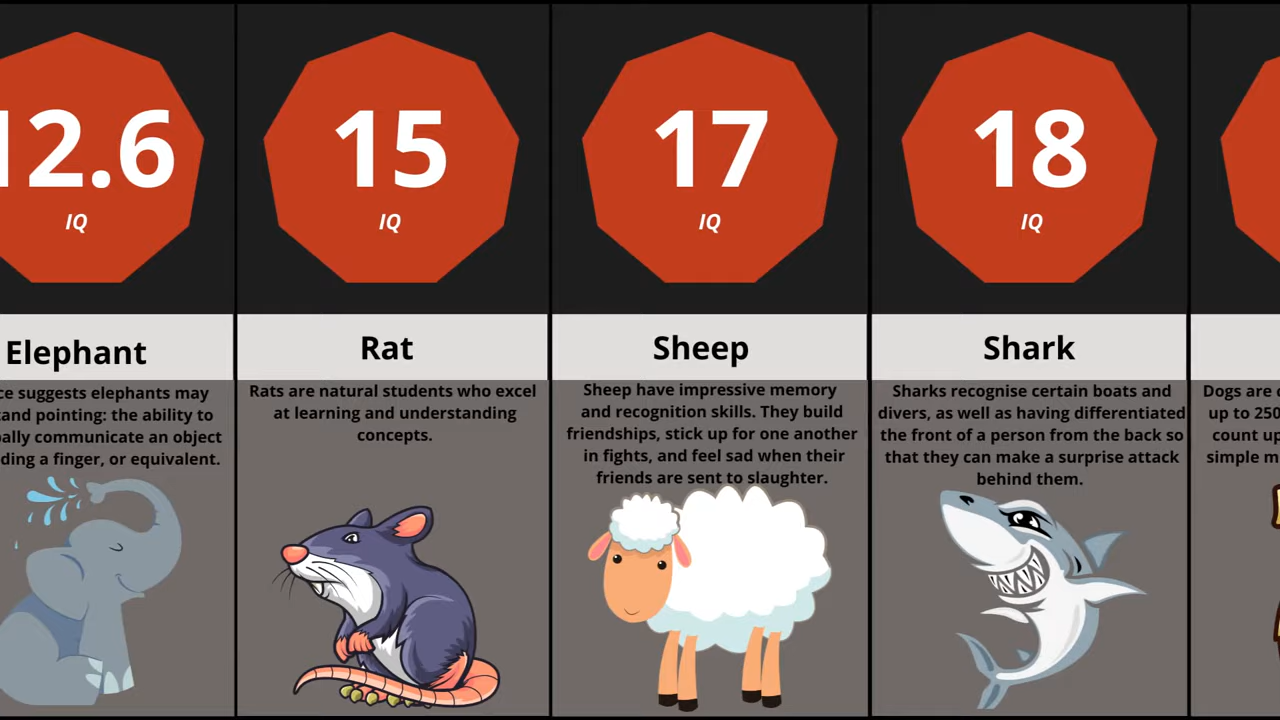 12.6
IQ
Elephant
ce suggests elephants may
and pointing: the ability to
bally communicate an object
ding a finger, or equivalent.
15
IQ
Rat
Rats are natural students who excel
at learning and understanding
concepts.
17
IQ
Sheep
Sheep have impressive memory
and recognition skills. They build
friendships, stick up for one another
in fights, and feel sad when their
friends are sent to slaughter.
18
IQ
Shark
Sharks recognise certain boats and
divers, as well as having differentiated
the front of a person from the back so
that they can make a surprise attack
behind them.
Dogs are
up to 250
count up
simple m